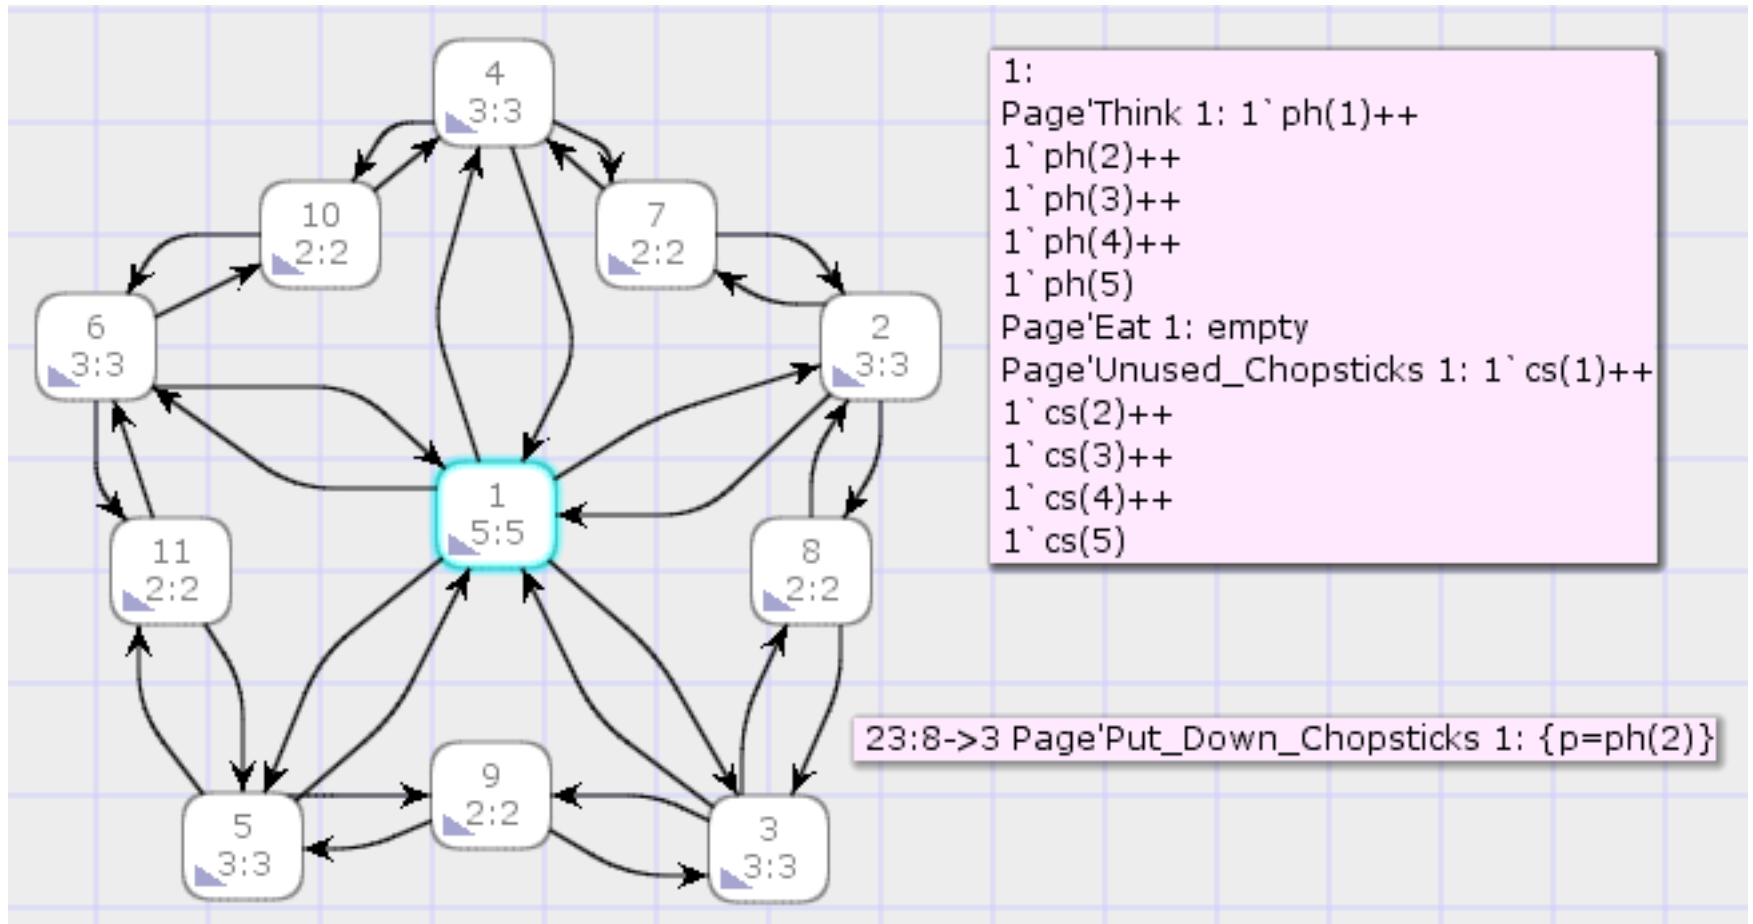 4
3:3
10
2:2
7
2:2
6
3:3
2
3:3
1
5:5
11
2:2
8
2:2
5
3:3
9
2:2
3
3:3
1:
Page'Think 1: 1`ph(1)++
1`ph(2)++
1`ph(3)++
1`ph(4)++
1`ph(5)
Page'Eat 1: empty
Page'Unused_Chopsticks 1: 1`cs(1)++
1`cs(2)++
1`cs(3)++
1`cs(4)++
1`cs(5)
23:8->3 Page'Put_Down_Chopsticks 1: {p=ph(2)}